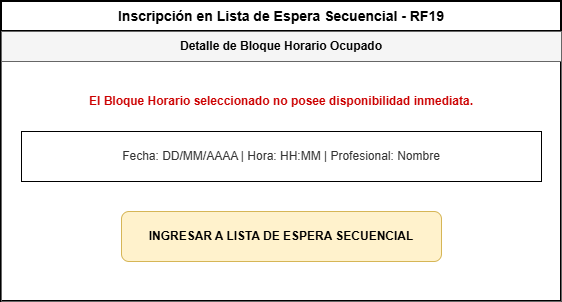 Inscripción en Lista de Espera Secuencial - RF19
Detalle de Bloque Horario Ocupado
El Bloque Horario seleccionado no posee disponibilidad inmediata.
Fecha: DD/MM/AAAA | Hora: HH:MM | Profesional: Nombre
INGRESAR A LISTA DE ESPERA SECUENCIAL